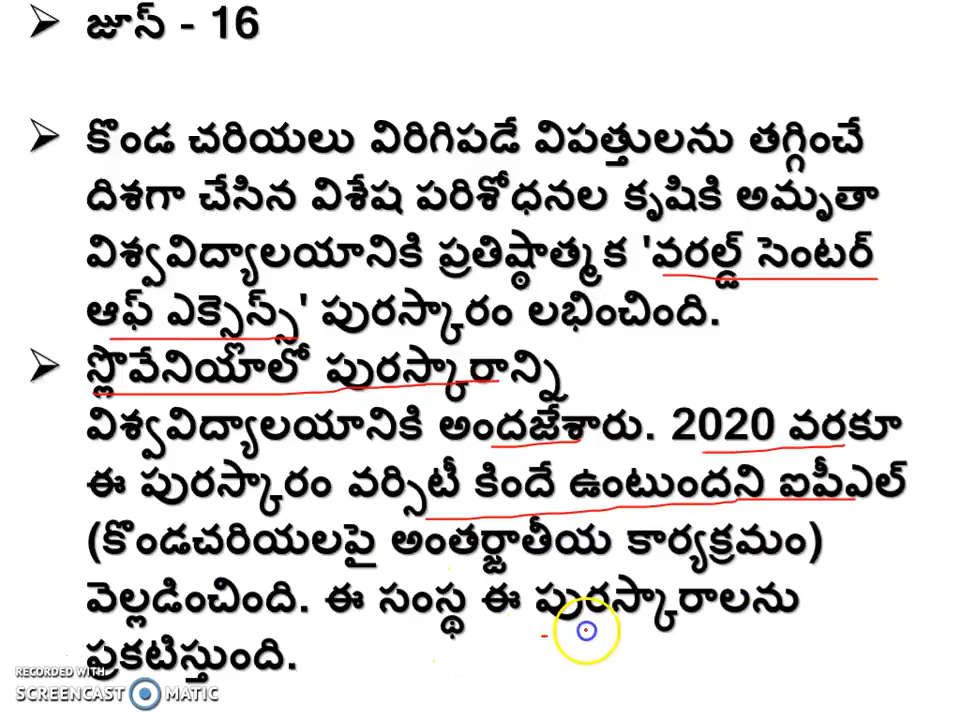 జూన్ - 16
కొండ చరియలు విరిగిపడే విపత్తులను తగ్గించే
దిశగా చేసిన విశేష పరిశోధనల కృషికి అమృతా
విశ్వవిద్యాలయానికి ప్రతిష్ఠాత్మక 'వరల్డ్ సెంటర్
ఆఫ్ ఎక్స్లెన్స్' పురస్కారం లభించింది.
స్లొవేనియాలో పురస్కారాన్ని
విశ్వవిద్యాలయానికి అందజేశారు. 2020 వరకూ
ఈ పురస్కారం వర్సిటీ కిందే ఉంటుందని ఐపీఎల్
(కొండచరియలపై అంతర్జాతీయ కార్యక్రమం)
వెల్లడించింది. ఈ సంస్థ ఈ పురస్కారాలను
ప్రకటిస్తుంది.
RECORDED WITH
SCREENCAST MATIC